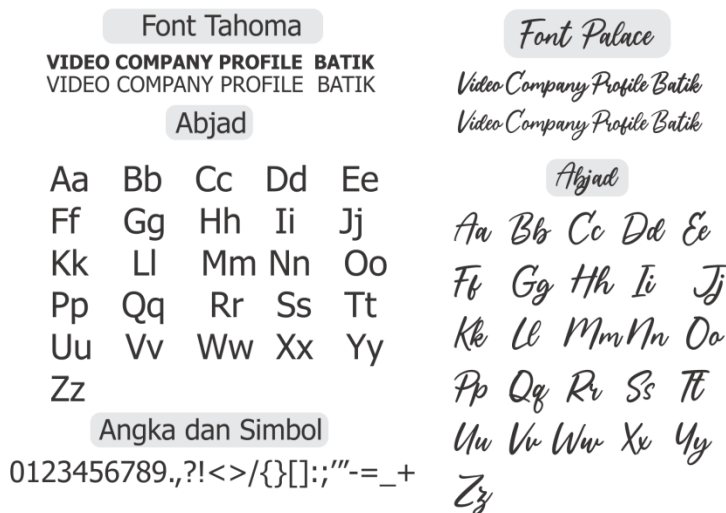 Font Tahoma
VIDEO COMPANY PROFILE BATIK
VIDEO COMPANY PROFILE BATIK
Abjad
Aa Bb Cc Dd Ee
Ff Gg Hh Ii Jj
Kk Ll Mm Nn Oo
Pp Qq Rr Ss Tt
Uu Vv Ww Xx Yy
Zz
Angka dan Simbol
0123456789.,?!<>/{}[]:;'"-=_+
Font Palace
Video Company Profile Batik
Video Company Profile Batik
Abjad
Aa Bb Cc Dd Ee
Ff Gg Hh Ii Jj
Kk Ll Mm Nn Oo
Pp Qq Rr Ss Tt
Uu Vv Ww Xx Yy
Zz